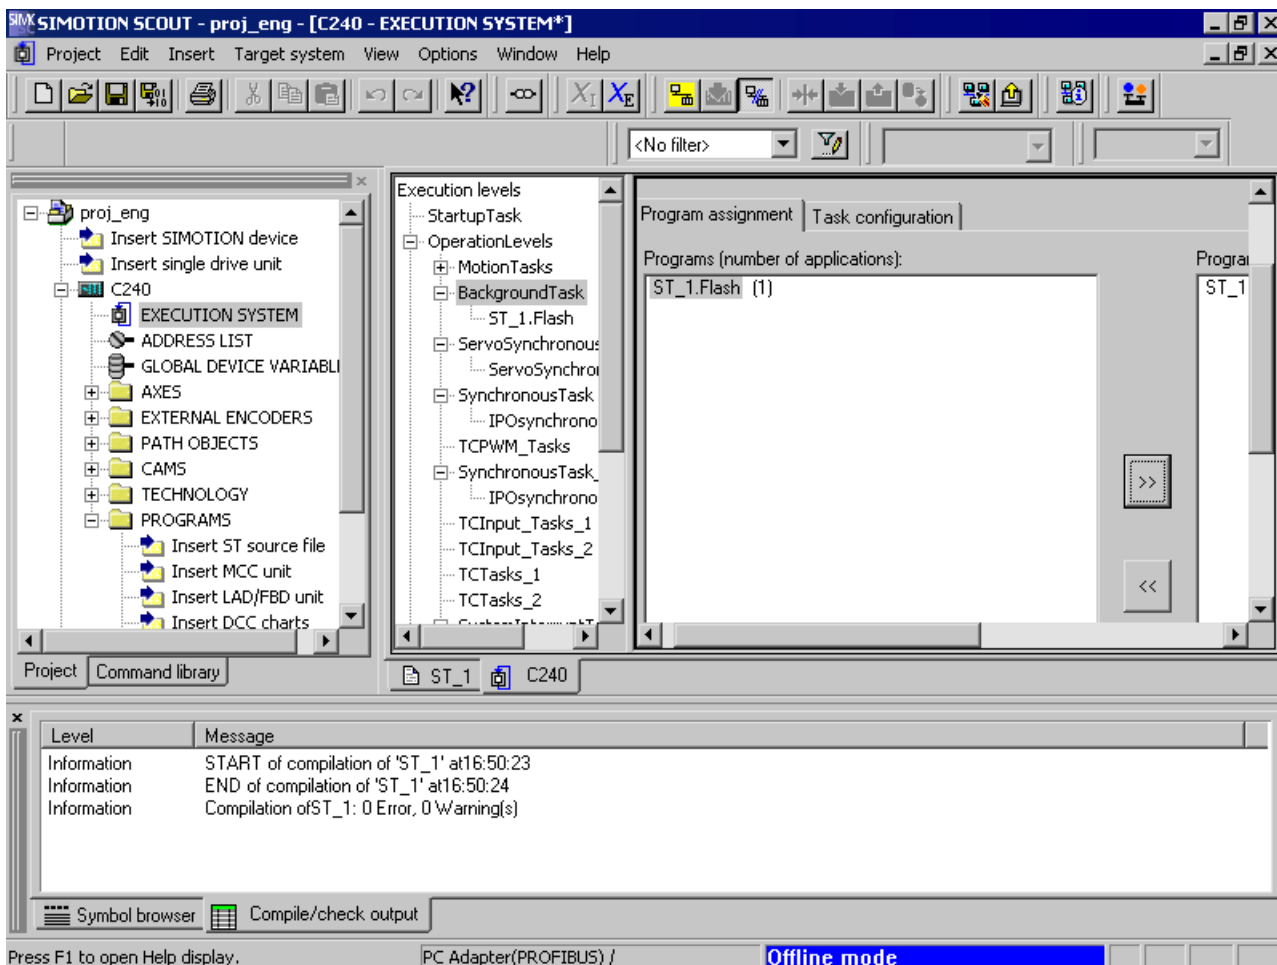 SIMOTION SCOUT - proj_eng - [C240 - EXECUTION SYSTEM*]
Project Edit Insert Target system View Options Window Help
<No filter>
proj_eng
Insert SIMOTION device
Insert single drive unit
C240
EXECUTION SYSTEM
ADDRESS LIST
GLOBAL DEVICE VARIABL
AXES
EXTERNAL ENCODERS
PATH OBJECTS
CAMS
TECHNOLOGY
PROGRAMS
Insert ST source file
Insert MCC unit
Insert LAD/FBD unit
Insert DCC charts
Project Command library
Execution levels
StartupTask
OperationLevels
MotionTasks
BackgroundTask
ST_1.Flash
ServoSynchronous
ServoSynchro
SynchronousTask
IPOsynchrono
TCPWM_Tasks
SynchronousTask_
IPOsynchrono
TCInput_Tasks_1
TCInput_Tasks_2
TCTasks_1
TCTasks_2
Program assignment Task configuration
Programs (number of applications):
ST_1.Flash (1)
>>
<<
Progra
ST_1
ST_1 C240
Level Message
Information START of compilation of 'ST_1' at16:50:23
Information END of compilation of 'ST_1' at16:50:24
Information Compilation ofST_1: 0 Error, 0 Warning(s)
Symbol browser Compile/check output
Press F1 to open Help display. PC Adapter(PROFIBUS) / Offline mode